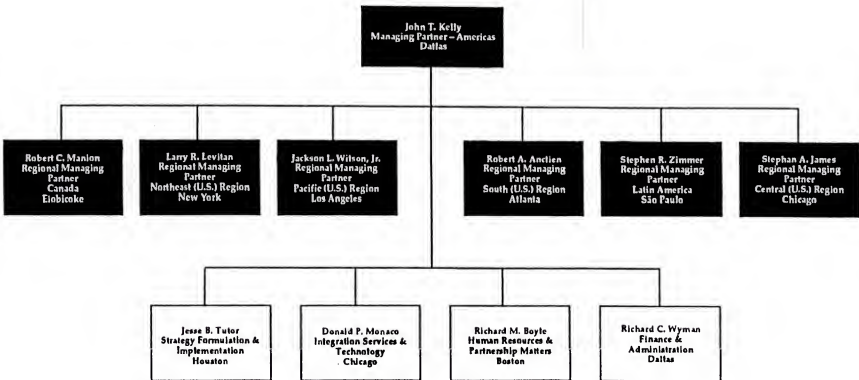 John T. Kelly
Managing Partner – Americas
Dallas
Robert C. Manion
Regional Managing
Partner
Canada
Etobicoke
Larry R. Levitan
Regional Managing
Partner
Northeast (U.S.) Region
New York
Jackson L. Wilson, Jr.
Regional Managing
Partner
Pacific (U.S.) Region
Los Angeles
Robert A. Anclien
Regional Managing
Partner
South (U.S.) Region
Atlanta
Stephen R. Zimmer
Regional Managing
Partner
Latin America
São Paulo
Stephan A. James
Regional Managing
Partner
Central (U.S.) Region
Chicago
Jesse B. Tutor
Strategy Formulation &
Implementation
Houston
Donald P. Monaco
Integration Services &
Technology
Chicago
Richard M. Boyle
Human Resources &
Partnership Matters
Boston
Richard C. Wyman
Finance &
Administration
Dallas